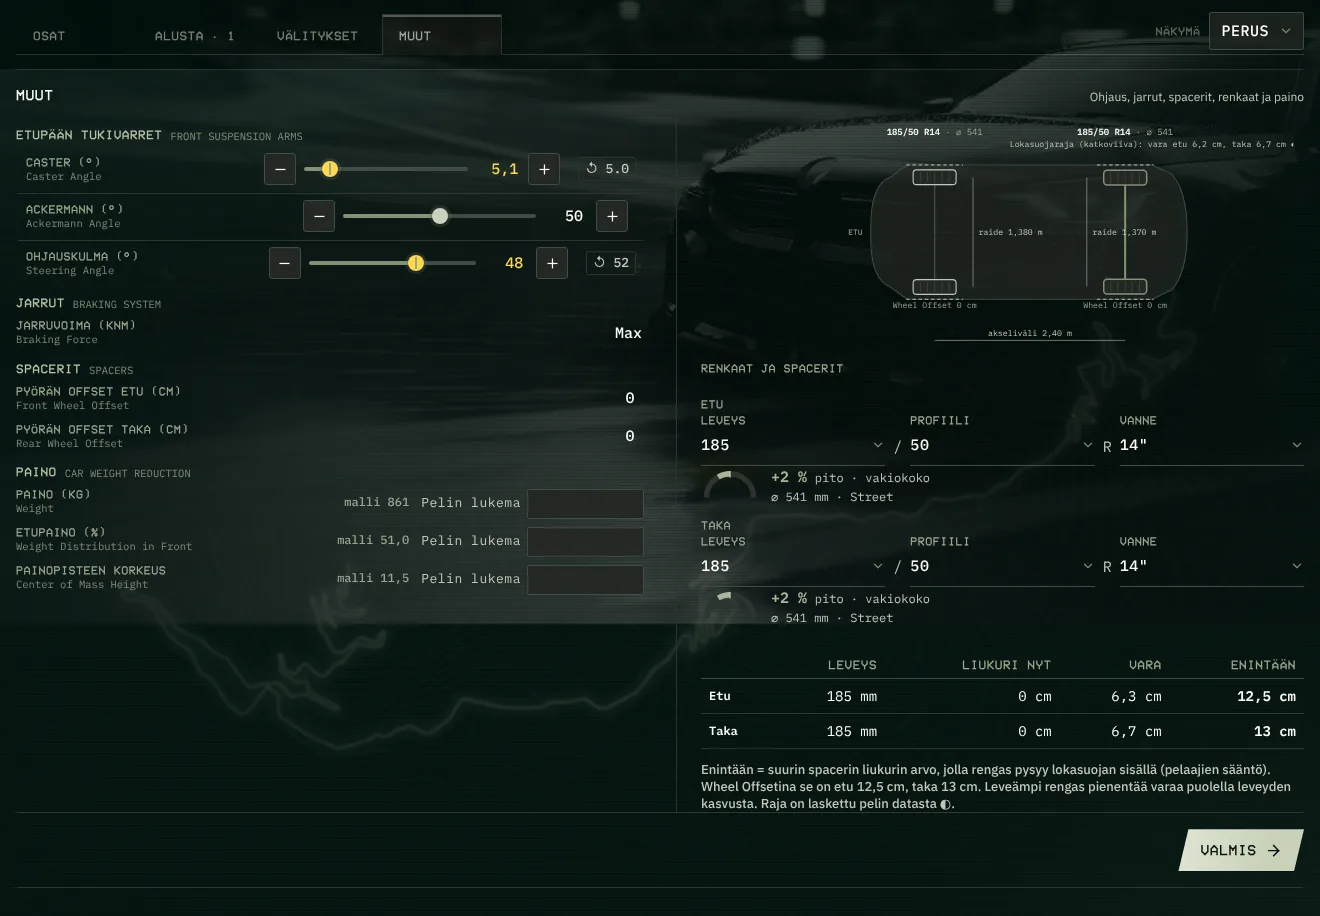 OSAT
ALUSTA · 1
VÄLITYKSET
MUUT
NÄKYMÄ
PERUS
MUUT
Ohjaus, jarrut, spacerit, renkaat ja paino
ETUPÄÄN TUKIVARRET FRONT SUSPENSION ARMS
CASTER (°)
Caster Angle
− 5,1 + ↺ 5.0
ACKERMANN (°)
Ackermann Angle
− 50 +
OHJAUSKULMA (°)
Steering Angle
− 48 + ↺ 52
JARRUT BRAKING SYSTEM
JARRUVOIMA (KNM)
Braking Force
Max
SPACERIT SPACERS
PYÖRÄN OFFSET ETU (CM)
Front Wheel Offset
0
PYÖRÄN OFFSET TAKA (CM)
Rear Wheel Offset
0
PAINO CAR WEIGHT REDUCTION
PAINO (KG)
Weight
malli 861 Pelin lukema
ETUPAINO (%)
Weight Distribution in Front
malli 51,0 Pelin lukema
PAINOPISTEEN KORKEUS
Center of Mass Height
malli 11,5 Pelin lukema
185/50 R14 · ⌀ 541
185/50 R14 · ⌀ 541
Lokasuojaraja (katkoviiva): vara etu 6,2 cm, taka 6,7 cm
ETU
raide 1,380 m
raide 1,370 m
Wheel Offset 0 cm
Wheel Offset 0 cm
akseliväli 2,40 m
RENKAAT JA SPACERIT
ETU
LEVEYS PROFIILI VANNE
185 / 50 R 14"
+2 % pito · vakiokoko
⌀ 541 mm · Street
TAKA
LEVEYS PROFIILI VANNE
185 / 50 R 14"
+2 % pito · vakiokoko
⌀ 541 mm · Street
LEVEYS LIUKURI NYT VARA ENINTÄÄN
Etu 185 mm 0 cm 6,3 cm 12,5 cm
Taka 185 mm 0 cm 6,7 cm 13 cm
Enintään = suurin spacerin liukurin arvo, jolla rengas pysyy lokasuojan sisällä (pelaajien sääntö).
Wheel Offsetina se on etu 12,5 cm, taka 13 cm. Leveämpi rengas pienentää varaa puolella leveyden
kasvusta. Raja on laskettu pelin datasta ◐.
VALMIS →